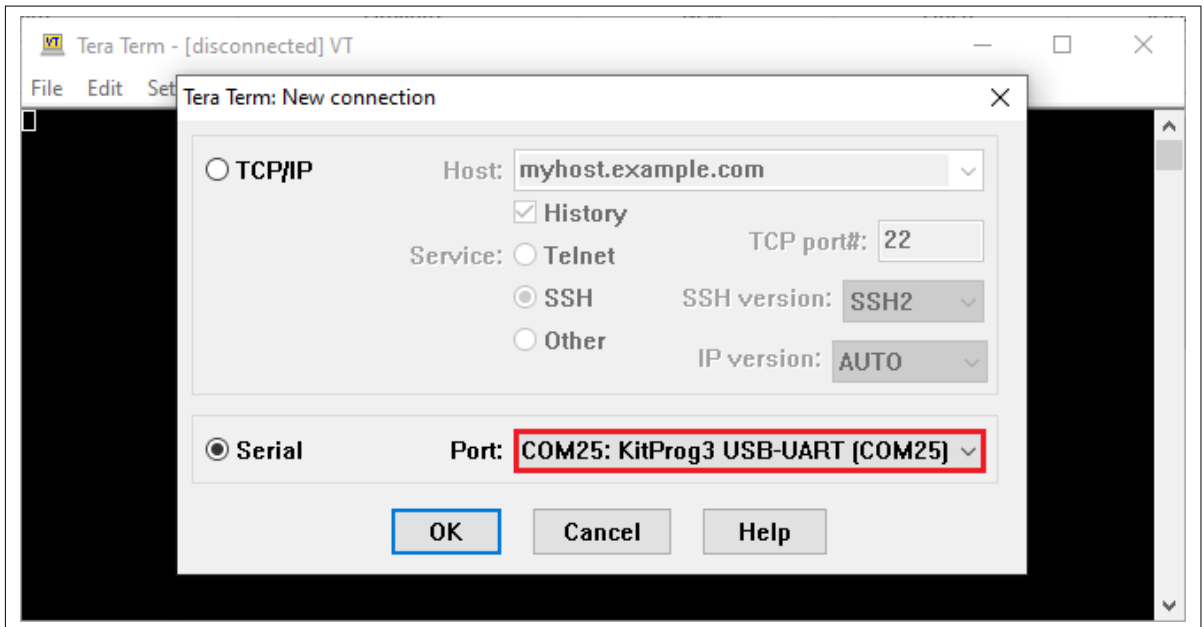 Tera Term - [disconnected] VT
File Edit Set
Tera Term: New connection
TCP/IP Host: myhost.example.com
History
Service: Telnet TCP port#: 22
SSH SSH version: SSH2
Other IP version: AUTO
Serial Port: COM25: KitProg3 USB-UART (COM25)
OK Cancel Help